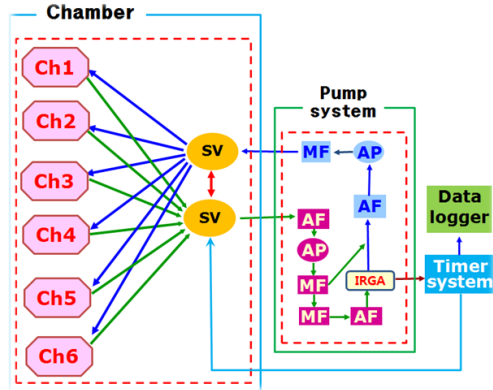 Chamber
Ch1
Ch2
Ch3
Ch4
Ch5
Ch6
SV
SV
Pump
system
MF
AP
AF
AF
AP
MF
MF
AF
IRGA
Data
logger
Timer
system